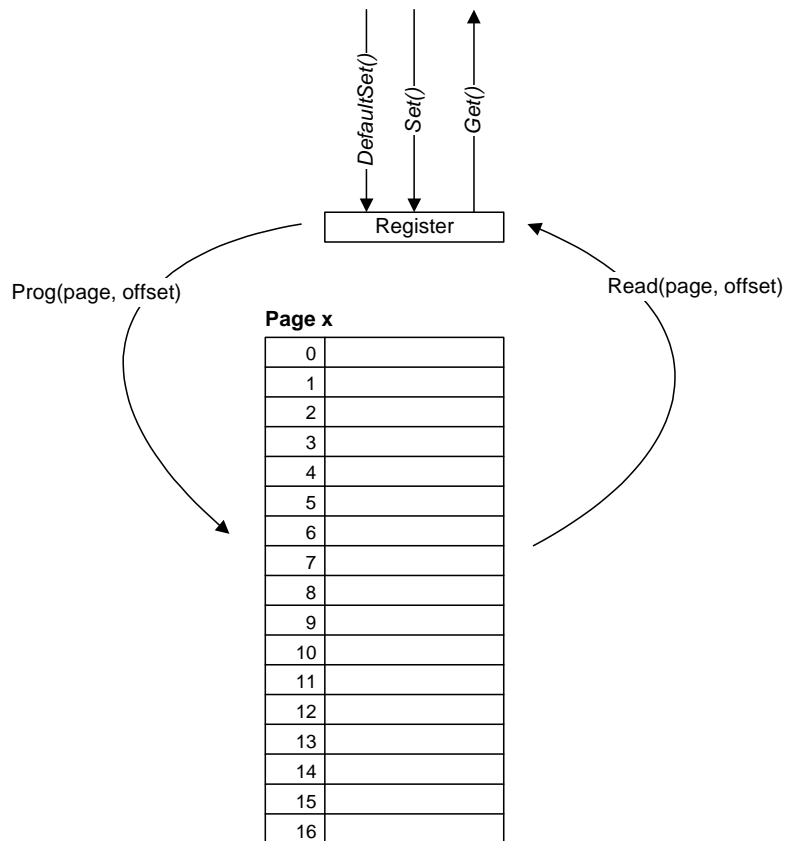 DefaultSet()
Set()
Get()
Register
Prog(page, offset)
Read(page, offset)
Page x
0
1
2
3
4
5
6
7
8
9
10
11
12
13
14
15
16